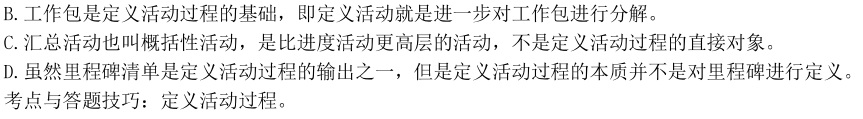 B.工作包是定义活动过程的基础，即定义活动就是进一步对工作包进行分解。
C.汇总活动也叫概括性活动，是比进度活动更高层的活动，不是定义活动过程的直接对象。
D.虽然里程碑清单是定义活动过程的输出之一，但是定义活动过程的本质并不是对里程碑进行定义。
考点与答题技巧：定义活动过程。